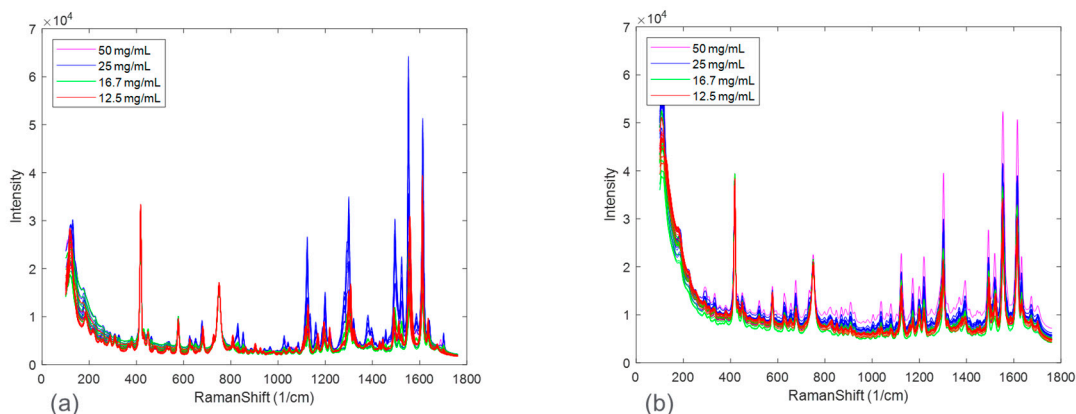 ×10⁴
7
6
5
4
3
2
1
0
Intensity
50 mg/mL
25 mg/mL
16.7 mg/mL
12.5 mg/mL
0 200 400 600 800 1000 1200 1400 1600 1800
RamanShift (1/cm)
(a)
×10⁴
7
6
5
4
3
2
1
0
Intensity
50 mg/mL
25 mg/mL
16.7 mg/mL
12.5 mg/mL
0 200 400 600 800 1000 1200 1400 1600 1800
RamanShift (1/cm)
(b)